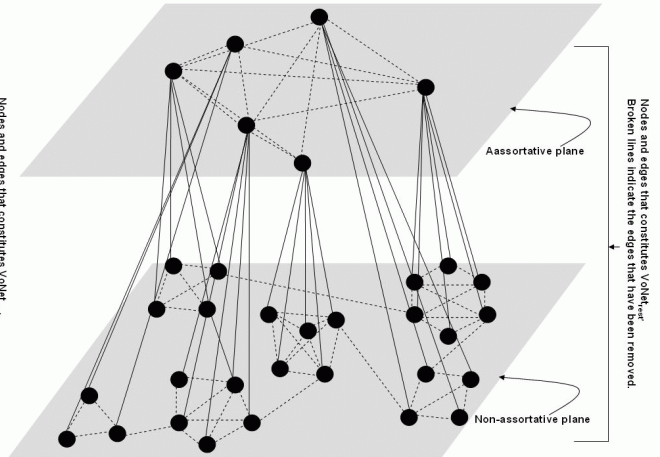 Nodes and edges that constitutes VoNet
Aassortative plane
Non-assortative plane
Nodes and edges that constitutes VoNet_rest.
Broken lines indicate the edges that have been removed.